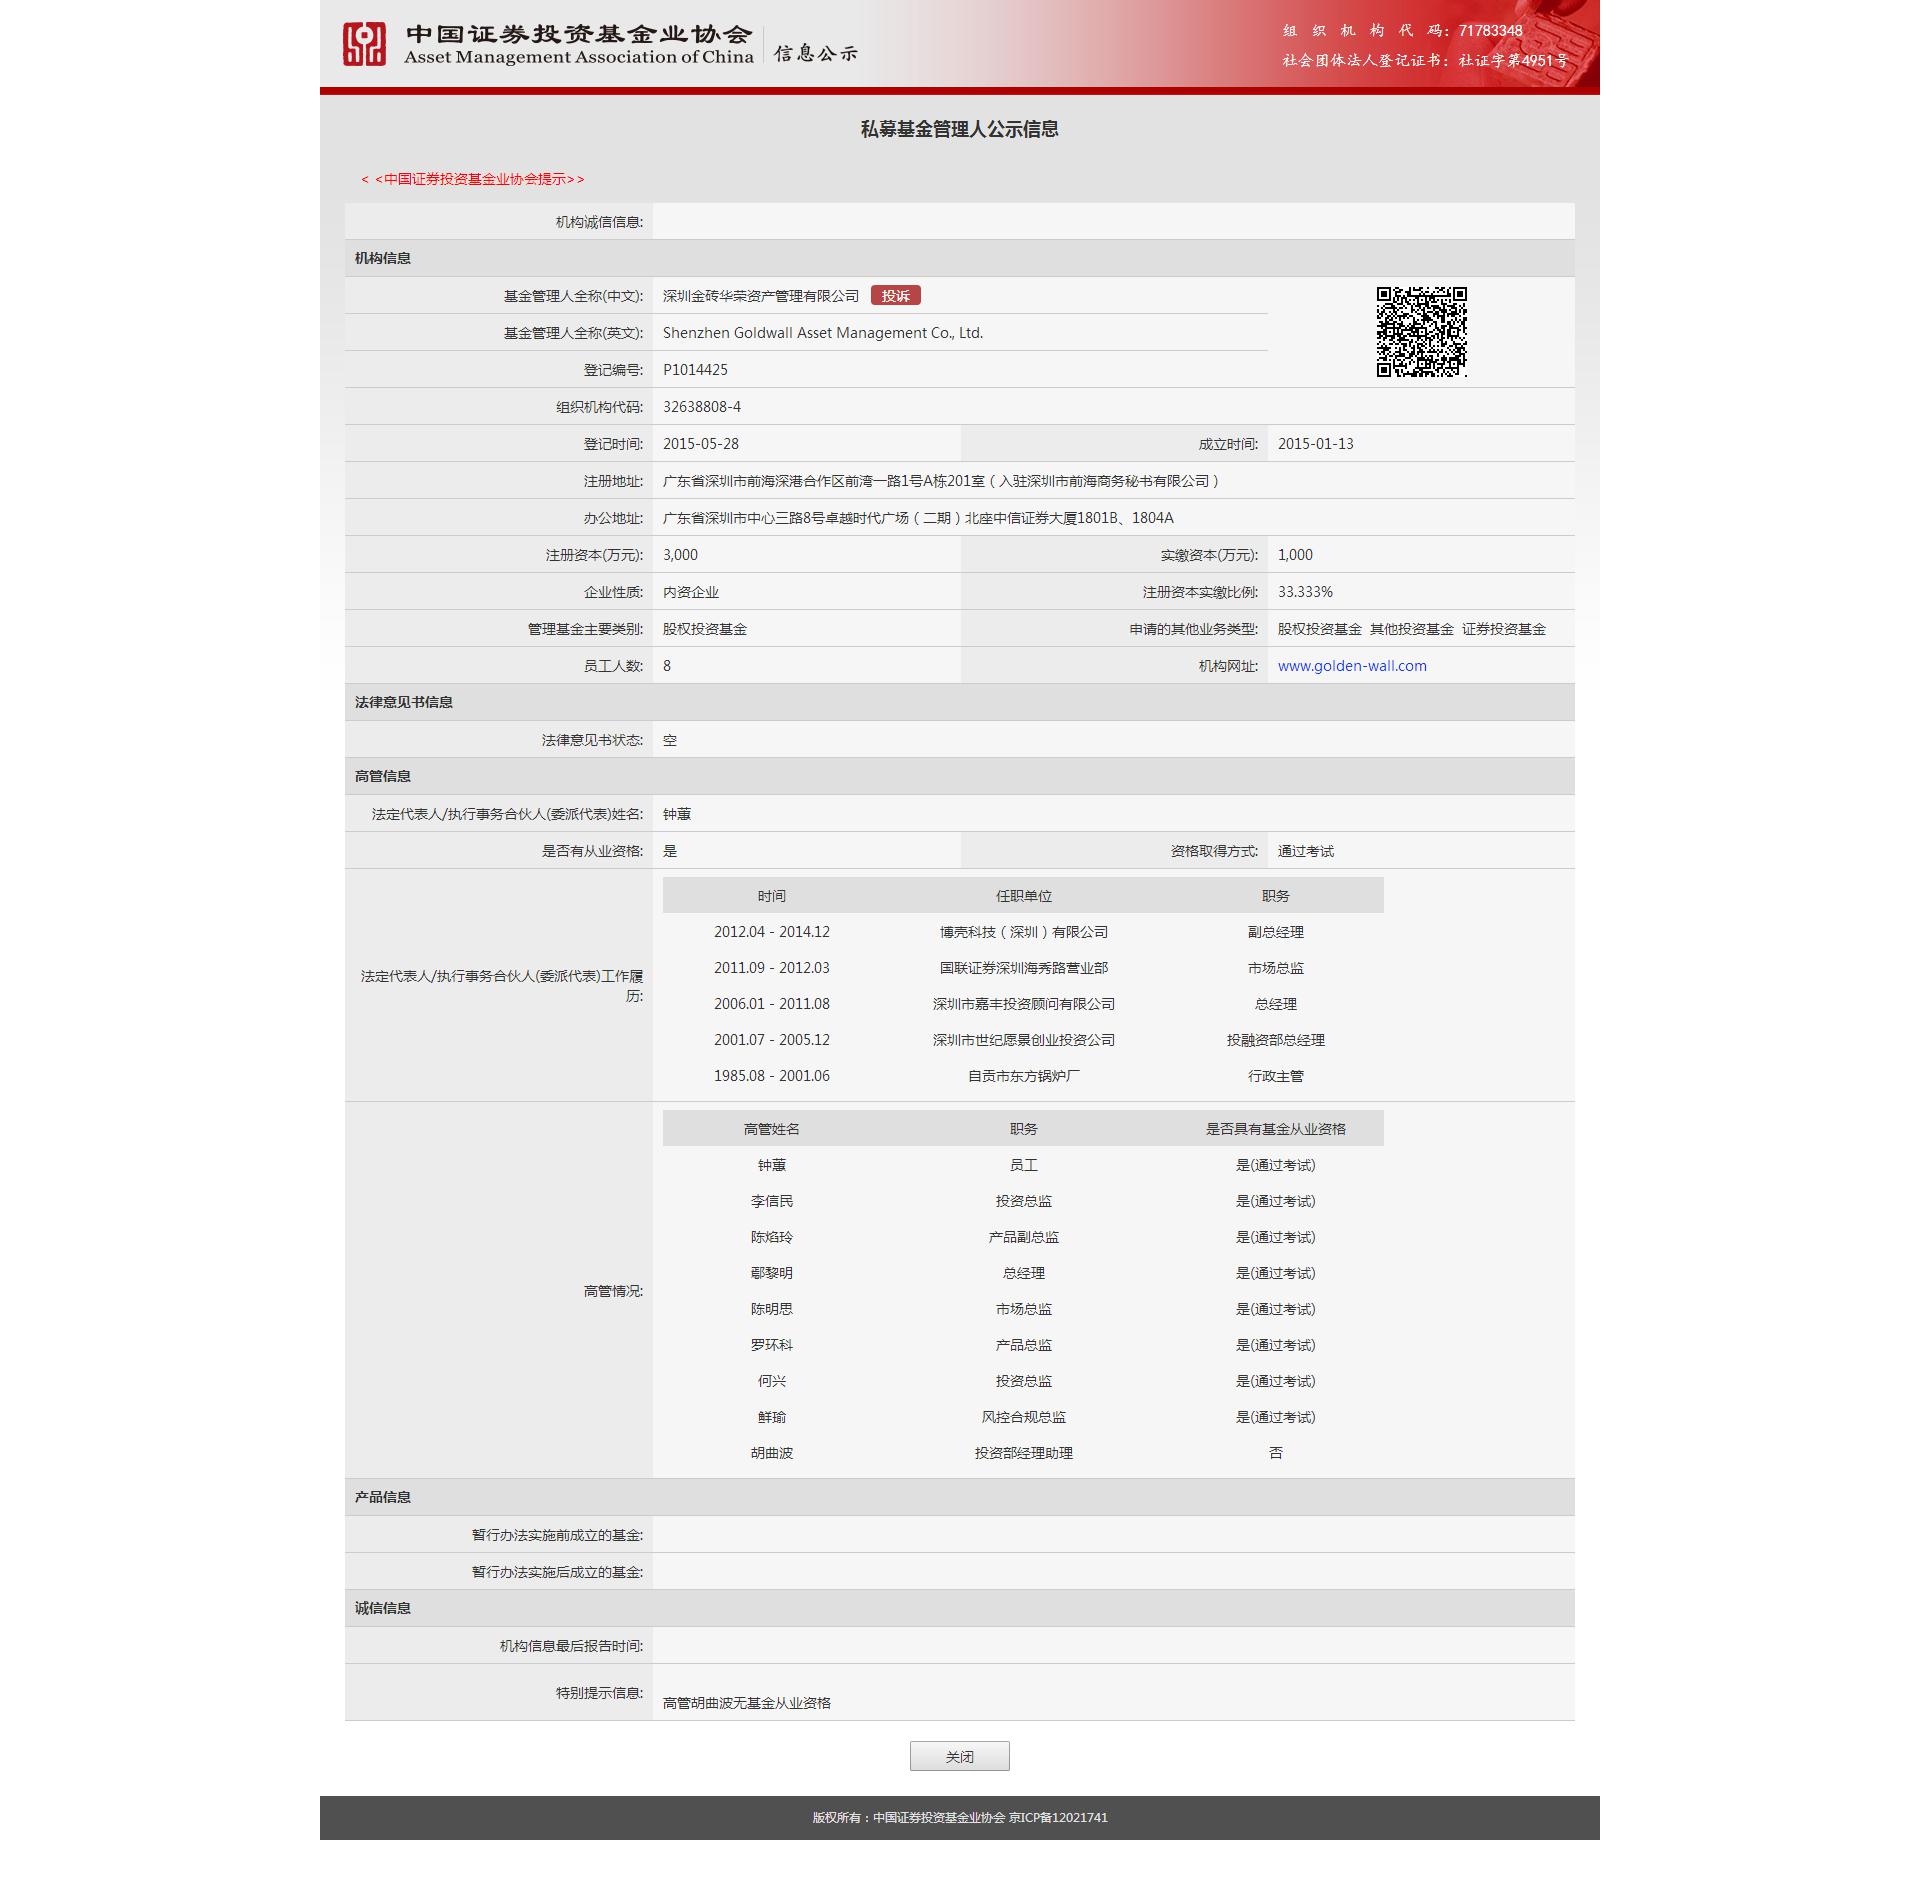 中国证券投资基金业协会
Asset Management Association of China
信息公示
组织机构代码：71783348
社会团体法人登记证书：社证字第4951号
私募基金管理人公示信息
< <中国证券投资基金业协会提示>>
机构诚信信息:
机构信息
基金管理人全称(中文): 深圳金砖华荣资产管理有限公司 投诉
基金管理人全称(英文): Shenzhen Goldwall Asset Management Co., Ltd.
登记编号: P1014425
组织机构代码: 32638808-4
登记时间: 2015-05-28 成立时间: 2015-01-13
注册地址: 广东省深圳市前海深港合作区前湾一路1号A栋201室（入驻深圳市前海商务秘书有限公司）
办公地址: 广东省深圳市中心三路8号卓越时代广场（二期）北座中信证券大厦1801B、1804A
注册资本(万元): 3,000 实缴资本(万元): 1,000
企业性质: 内资企业 注册资本实缴比例: 33.333%
管理基金主要类别: 股权投资基金 申请的其他业务类型: 股权投资基金 其他投资基金 证券投资基金
员工人数: 8 机构网址: www.golden-wall.com
法律意见书信息
法律意见书状态: 空
高管信息
法定代表人/执行事务合伙人(委派代表)姓名: 钟蕙
是否有从业资格: 是 资格取得方式: 通过考试
法定代表人/执行事务合伙人(委派代表)工作履
历:
时间 任职单位 职务
2012.04 - 2014.12 博壳科技（深圳）有限公司 副总经理
2011.09 - 2012.03 国联证券深圳海秀路营业部 市场总监
2006.01 - 2011.08 深圳市嘉丰投资顾问有限公司 总经理
2001.07 - 2005.12 深圳市世纪愿景创业投资公司 投融资部总经理
1985.08 - 2001.06 自贡市东方锅炉厂 行政主管
高管情况:
高管姓名 职务 是否具有基金从业资格
钟蕙 员工 是(通过考试)
李信民 投资总监 是(通过考试)
陈焰玲 产品副总监 是(通过考试)
鄢黎明 总经理 是(通过考试)
陈明思 市场总监 是(通过考试)
罗环科 产品总监 是(通过考试)
何兴 投资总监 是(通过考试)
鲜瑜 风控合规总监 是(通过考试)
胡曲波 投资部经理助理 否
产品信息
暂行办法实施前成立的基金:
暂行办法实施后成立的基金:
诚信信息
机构信息最后报告时间:
特别提示信息: 高管胡曲波无基金从业资格
关闭
版权所有：中国证券投资基金业协会 京ICP备12021741